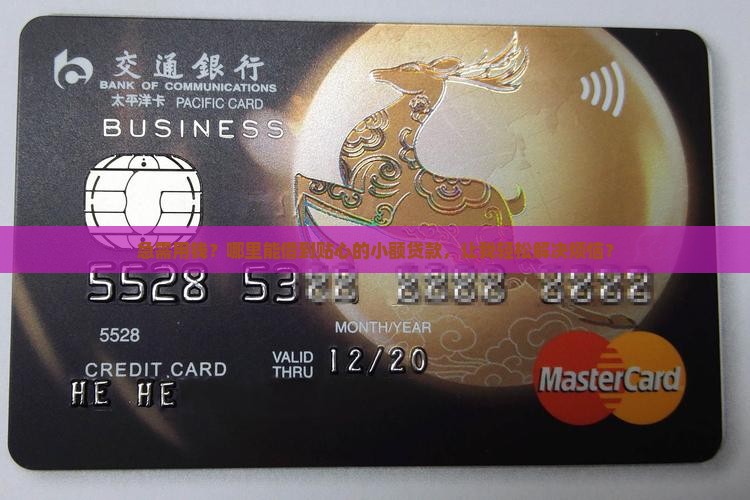 交通銀行
BANK OF COMMUNICATIONS
太平洋卡 PACIFIC CARD
BUSINESS
急需用钱？哪里能借到贴心的小额贷款，让您轻松解决烦恼？
5528 53
5528
MONTH/YEAR
CREDIT CARD
VALID THRU 12/20
HE HE
MasterCard